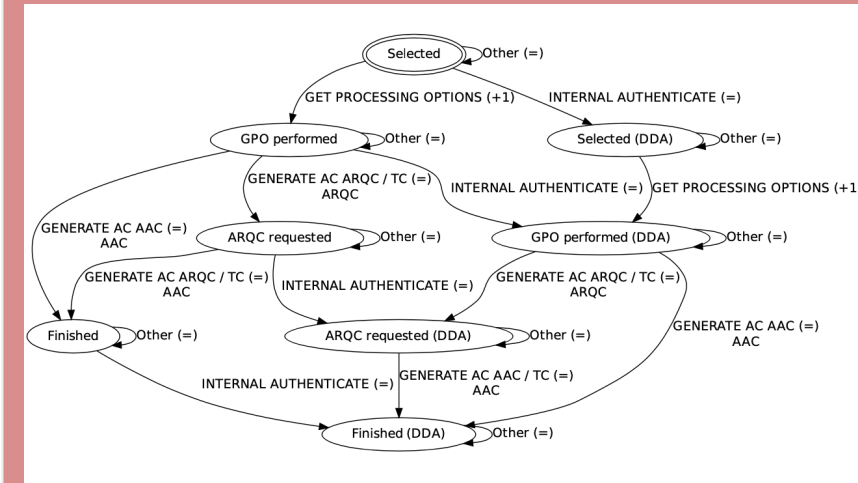 Selected
Other (=)
GET PROCESSING OPTIONS (+1)
INTERNAL AUTHENTICATE (=)
GPO performed
Other (=)
Selected (DDA)
Other (=)
GENERATE AC ARQC / TC (=)
ARQC
INTERNAL AUTHENTICATE (=)
GET PROCESSING OPTIONS (+1
GENERATE AC AAC (=)
AAC
ARQC requested
Other (=)
GPO performed (DDA)
Other (=)
GENERATE AC ARQC / TC (=)
AAC
INTERNAL AUTHENTICATE (=)
GENERATE AC ARQC / TC (=)
ARQC
Finished
Other (=)
ARQC requested (DDA)
Other (=)
GENERATE AC AAC (=)
AAC
INTERNAL AUTHENTICATE (=)
GENERATE AC AAC / TC (=)
AAC
Finished (DDA)
Other (=)